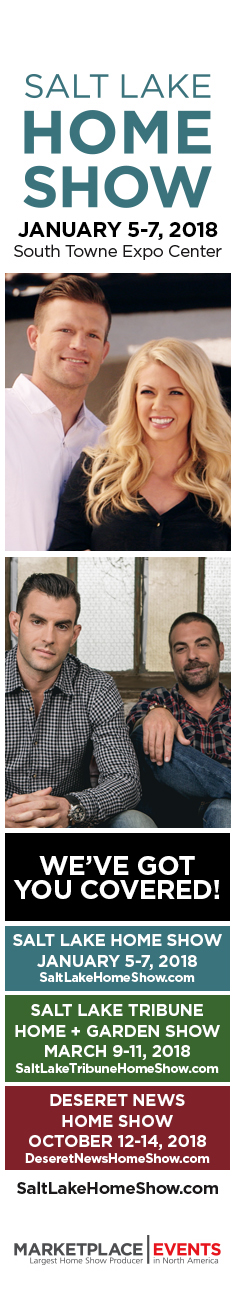 SALT LAKE
HOME
SHOW
JANUARY 5-7, 2018
South Towne Expo Center
WE'VE GOT
YOU COVERED!
SALT LAKE HOME SHOW
JANUARY 5-7, 2018
SaltLakeHomeShow.com
SALT LAKE TRIBUNE
HOME + GARDEN SHOW
MARCH 9-11, 2018
SaltLakeTribuneHomeShow.com
DESERET NEWS
HOME SHOW
OCTOBER 12-14, 2018
DeseretNewsHomeShow.com
SaltLakeHomeShow.com
MARKETPLACE EVENTS
Largest Home Show Producer in North America